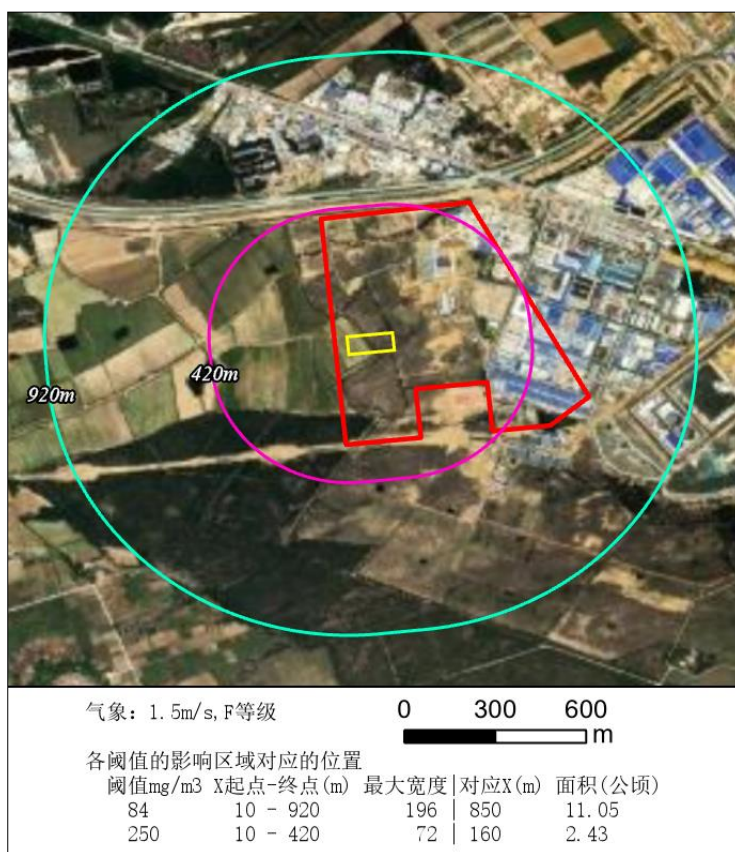 420m
920m
气象: 1.5m/s, F等级
0 300 600
m
各阈值的影响区域对应的位置
阈值mg/m3 X起点-终点(m) 最大宽度|对应X(m) 面积(公顷)
84 10 - 920 196 | 850 11.05
250 10 - 420 72 | 160 2.43